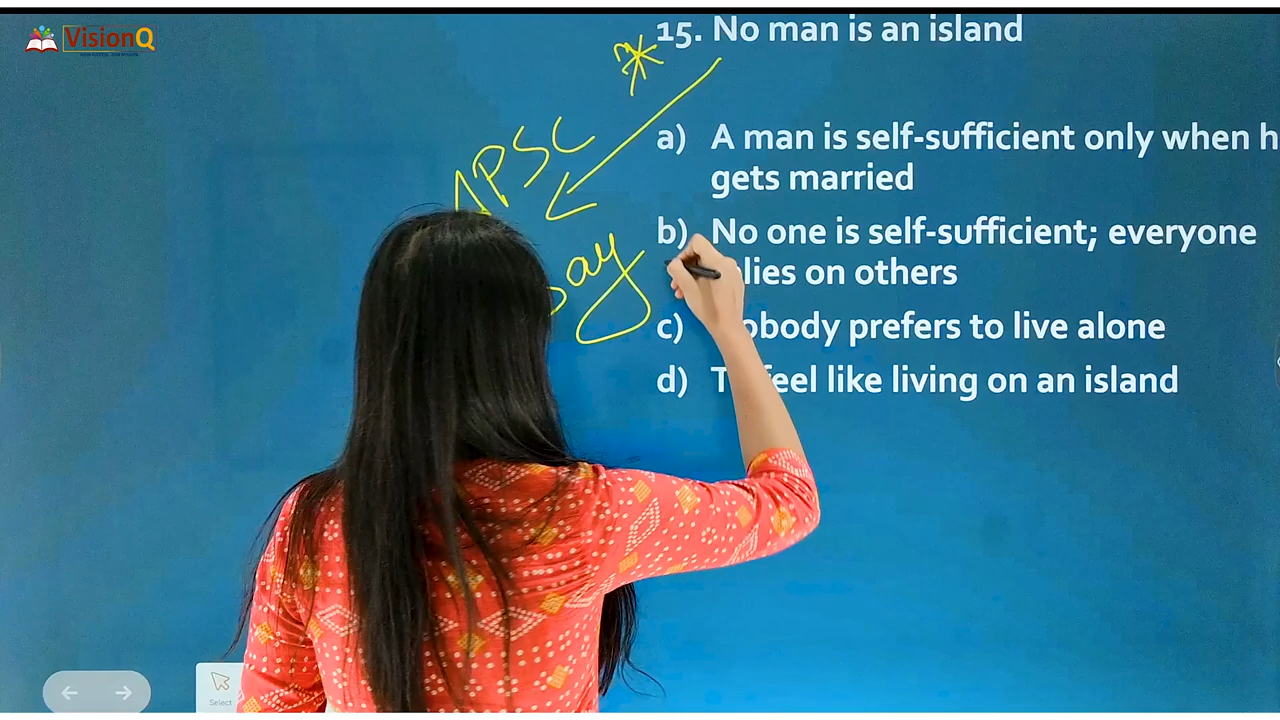 VisionQ
15. No man is an island
APSC
a) A man is self-sufficient only when h
gets married
b) No one is self-sufficient; everyone
lies on others
say
c) obody prefers to live alone
d) T feel like living on an island
Select